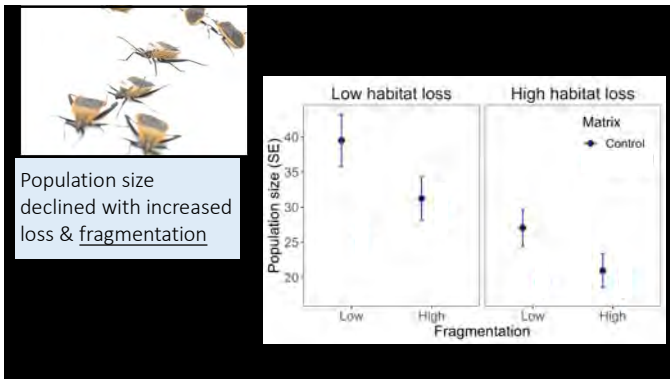 Population size
declined with increased
loss & fragmentation
Low habitat loss
High habitat loss
Matrix
Control
Population size (SE)
40
35
30
25
20
Low
High
Low
High
Fragmentation